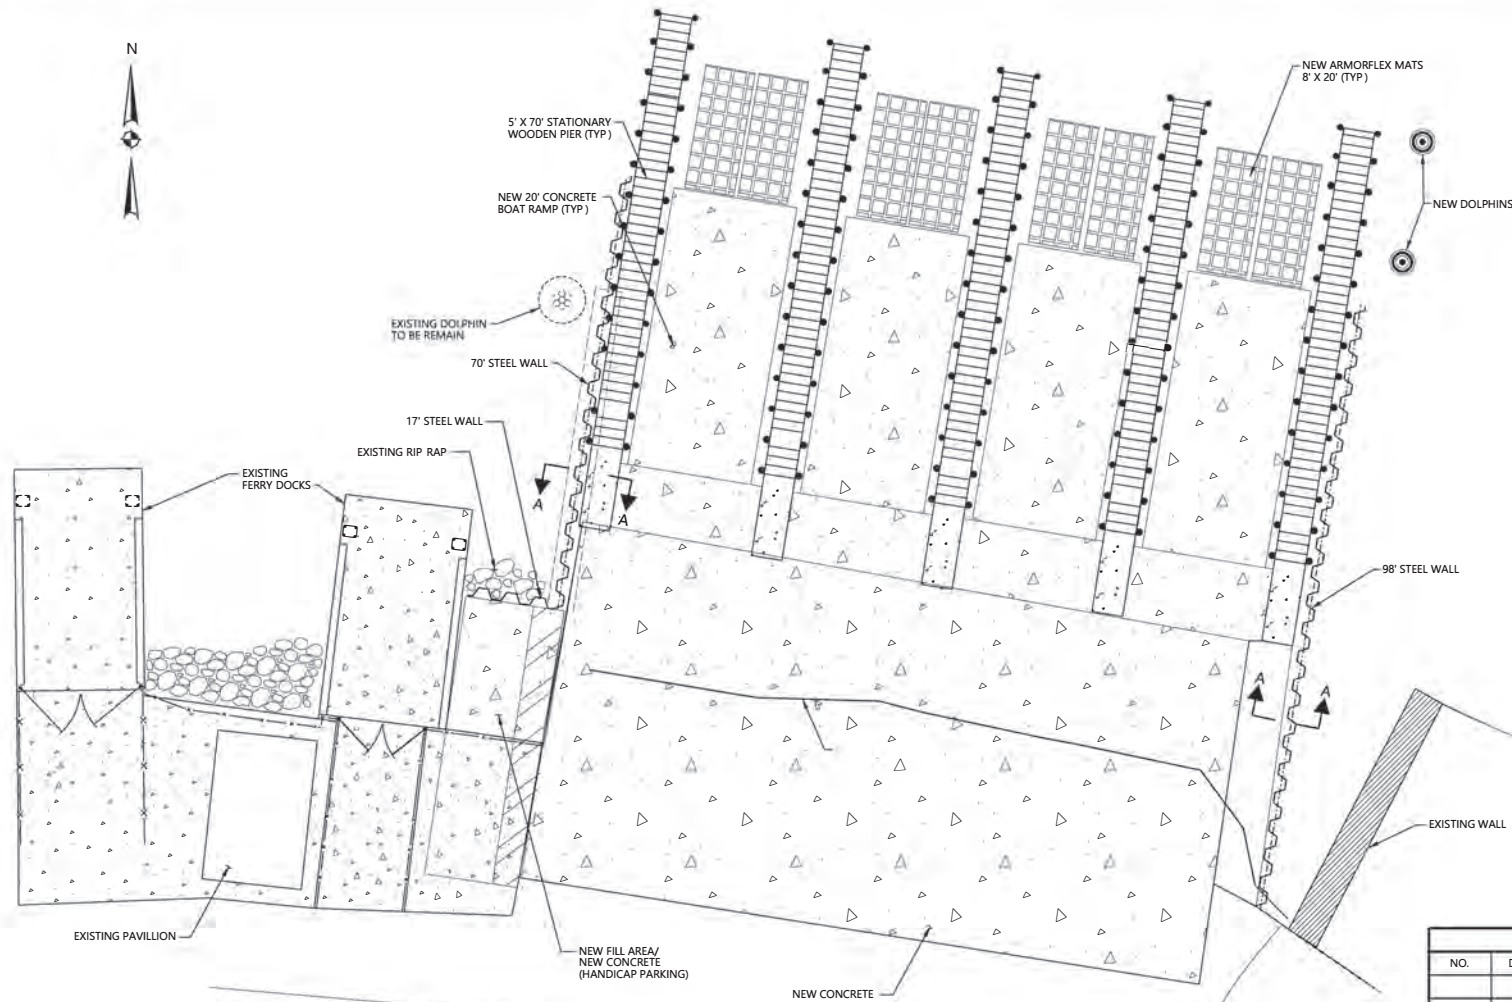 N
NEW ARMORFLEX MATS
8' X 20' (TYP)
5' X 70' STATIONARY
WOODEN PIER (TYP)
NEW 20' CONCRETE
BOAT RAMP (TYP)
NEW DOLPHINS
EXISTING DOLPHIN
TO BE REMAIN
70' STEEL WALL
17' STEEL WALL
EXISTING RIP RAP
EXISTING
FERRY DOCKS
A
A
98' STEEL WALL
A
A
EXISTING WALL
EXISTING PAVILLION
NEW FILL AREA/
NEW CONCRETE
(HANDICAP PARKING)
NEW CONCRETE
NO.